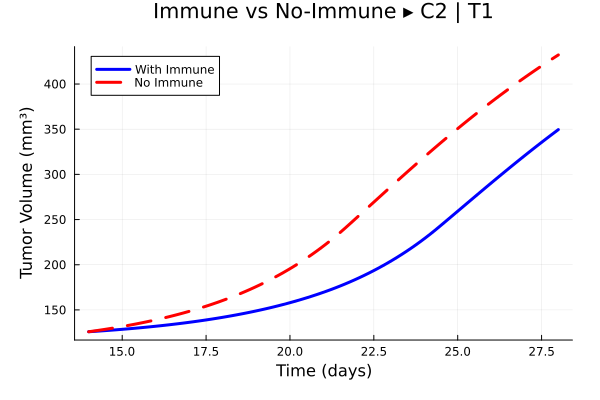 Immune vs No-Immune ▸ C2 | T1
With Immune
No Immune
Tumor Volume (mm³)
400
350
300
250
200
150
15.0 17.5 20.0 22.5 25.0 27.5
Time (days)